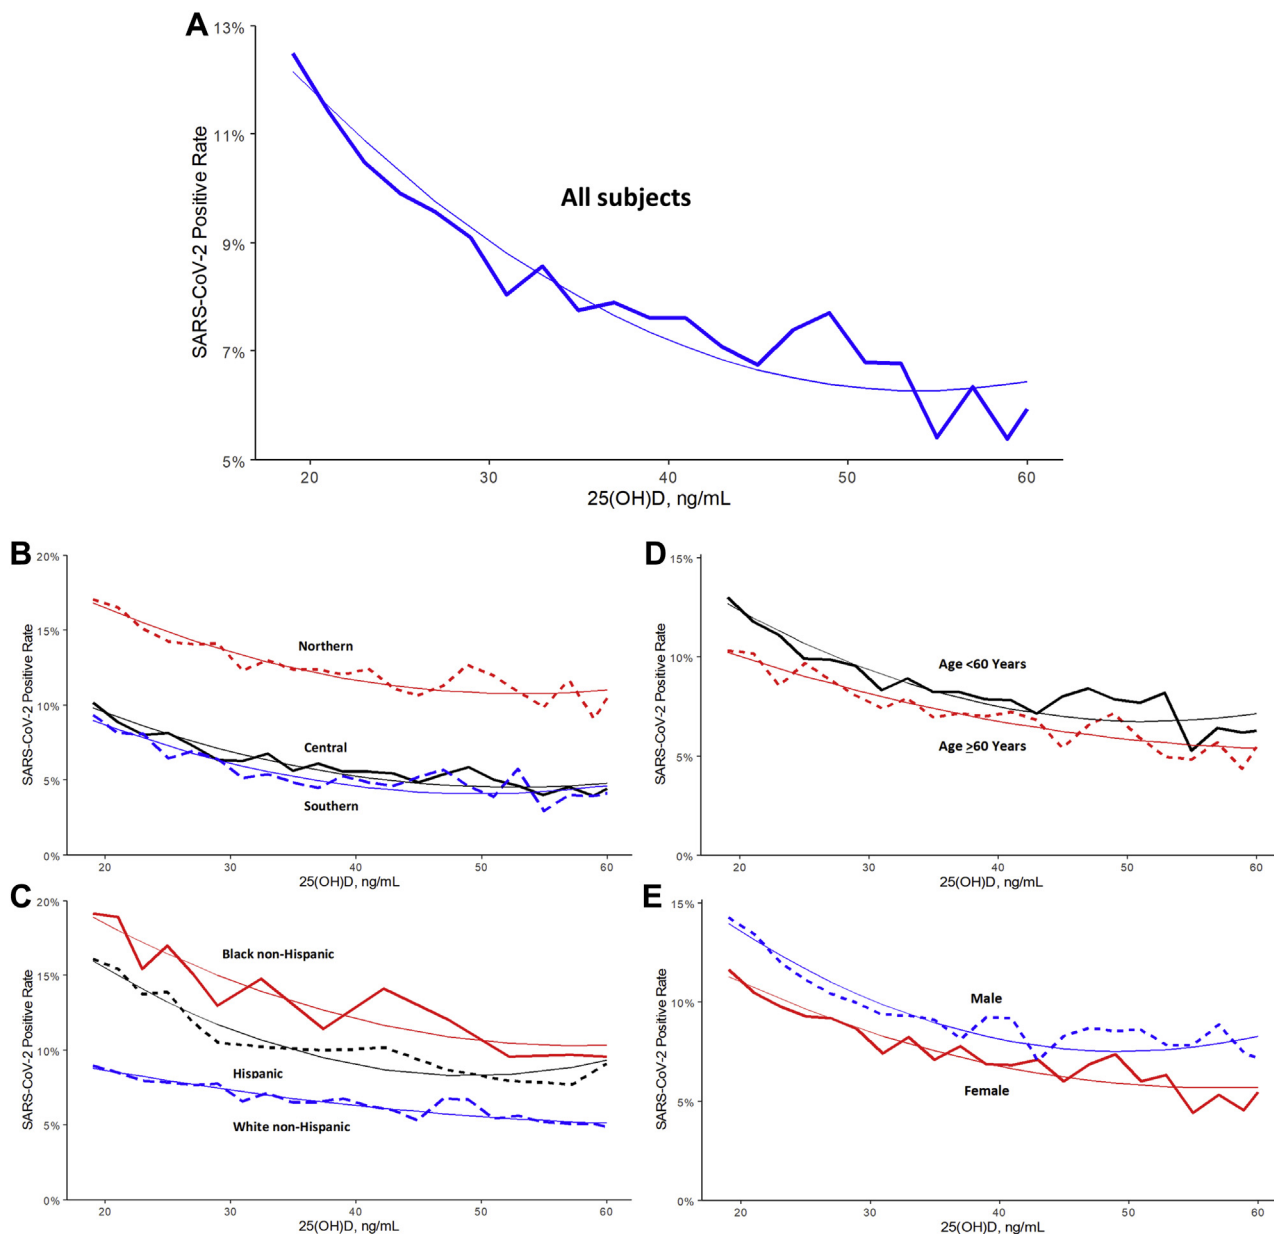 A
13%
11%
9%
7%
5%
SARS-CoV-2 Positive Rate
All subjects
20 30 40 50 60
25(OH)D, ng/mL
B
20%
15%
10%
5%
0%
SARS-CoV-2 Positive Rate
Northern
Central
Southern
20 30 40 50 60
25(OH)D, ng/mL
D
15%
10%
5%
0%
SARS-CoV-2 Positive Rate
Age <60 Years
Age ≥60 Years
20 30 40 50 60
25(OH)D, ng/mL
C
20%
15%
10%
5%
0%
SARS-CoV-2 Positive Rate
Black non-Hispanic
Hispanic
White non-Hispanic
20 30 40 50 60
25(OH)D, ng/mL
E
15%
10%
5%
0%
SARS-CoV-2 Positive Rate
Male
Female
20 30 40 50 60
25(OH)D, ng/mL